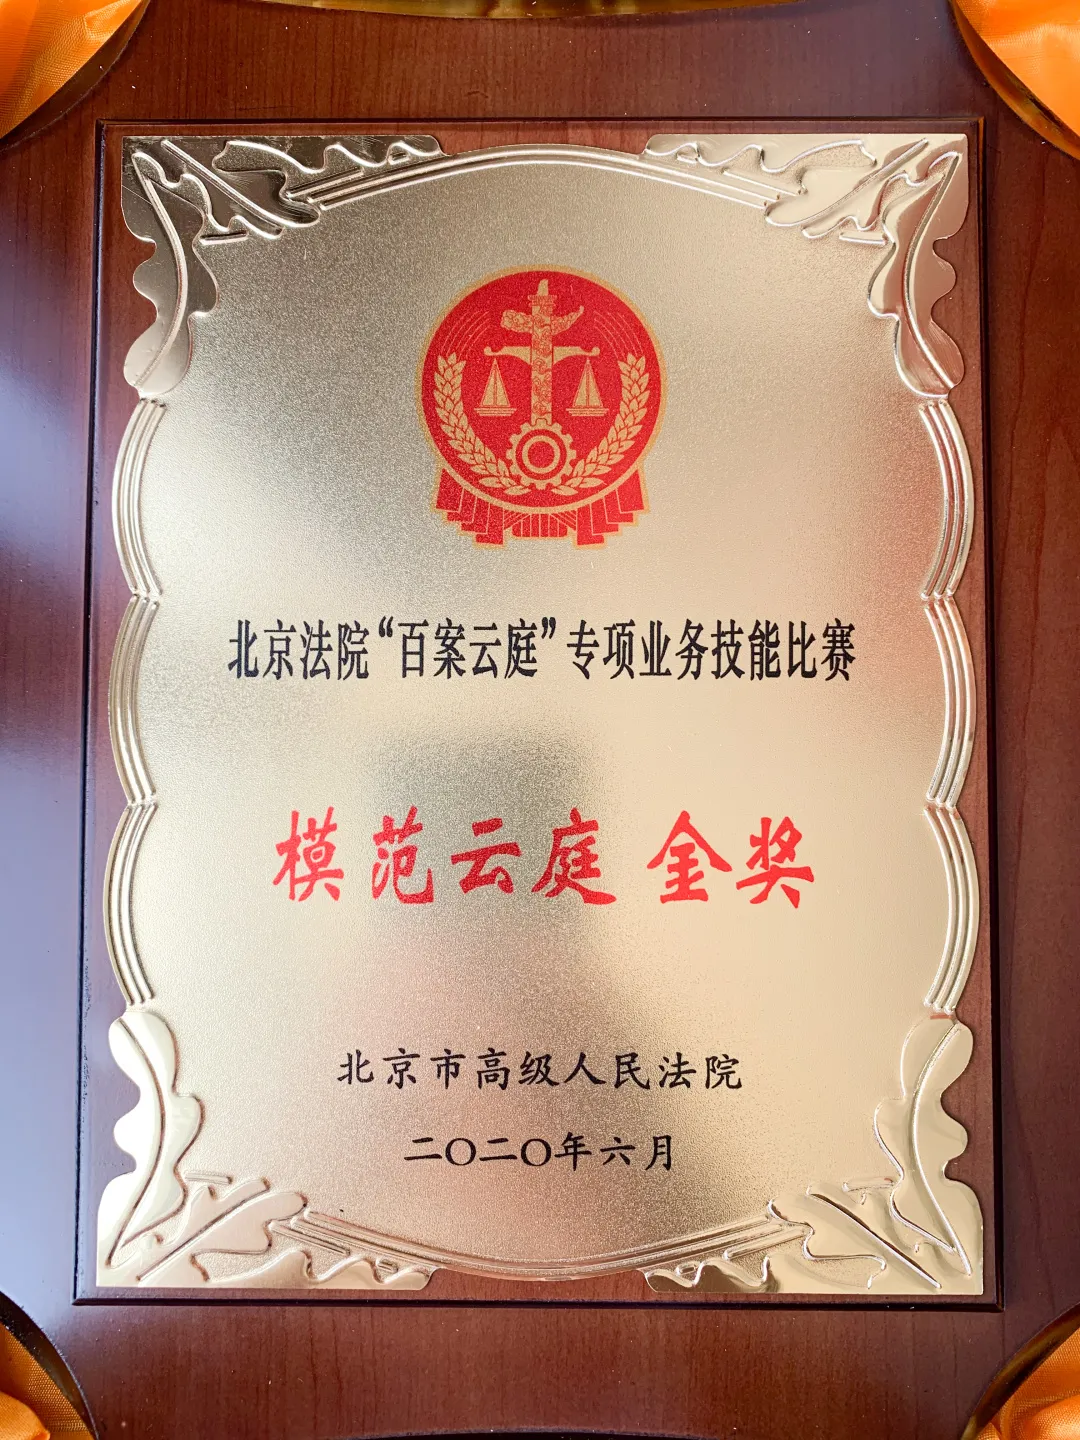 北京法院“百案云庭”专项业务技能比赛
模范云庭 金奖
北京市高级人民法院
二〇二〇年六月